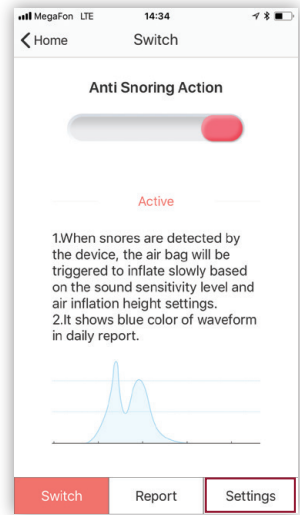 MegaFon LTE 14:34
Home Switch
Anti Snoring Action
Active
1.When snores are detected by
the device, the air bag will be
triggered to inflate slowly based
on the sound sensitivity level and
air inflation height settings.
2.It shows blue color of waveform
in daily report.
Switch Report Settings